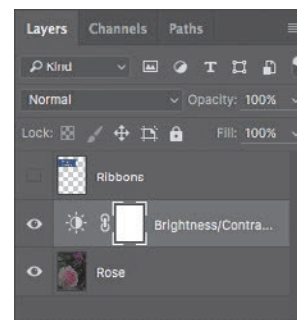 Layers Channels Paths
Kind T
Normal Opacity: 100%
Lock: Fill: 100%
Ribbons
Brightness/Contra...
Rose